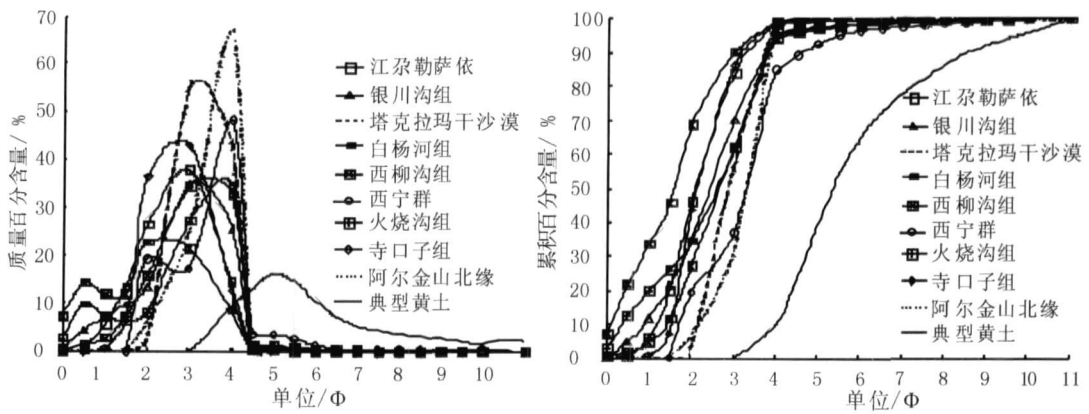 70
60
50
40
30
20
10
0
质量百分含量/ %
0 1 2 3 4 5 6 7 8 9 10
单位/Φ
江尕勒萨依
银川沟组
塔克拉玛干沙漠
白杨河组
西柳沟组
西宁群
火烧沟组
寺口子组
阿尔金山北缘
典型黄土
100
90
80
70
60
50
40
30
20
10
0
累积百分含量/ %
0 1 2 3 4 5 6 7 8 9 10 11
单位/Φ
江尕勒萨依
银川沟组
塔克拉玛干沙漠
白杨河组
西柳沟组
西宁群
火烧沟组
寺口子组
阿尔金山北缘
典型黄土